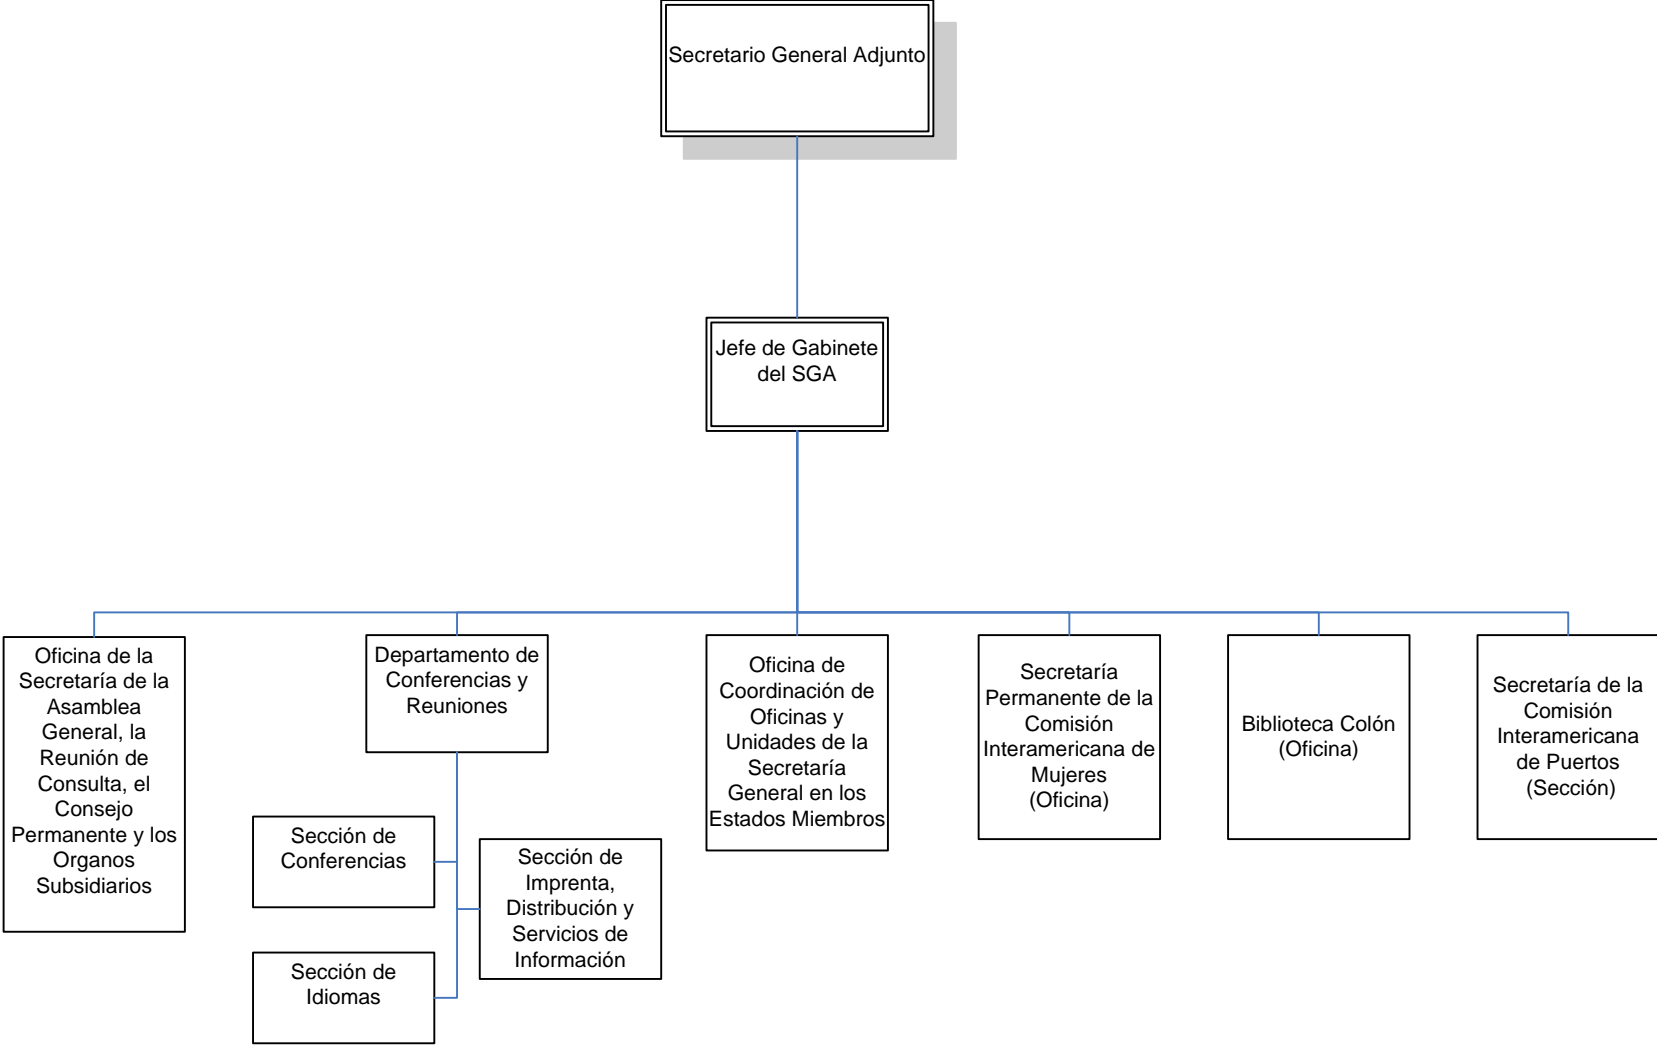 Secretario General Adjunto
Jefe de Gabinete
del SGA
Oficina de la
Secretaría de la
Asamblea
General, la
Reunión de
Consulta, el
Consejo
Permanente y los
Organos
Subsidiarios
Departamento de
Conferencias y
Reuniones
Sección de
Conferencias
Sección de
Imprenta,
Distribución y
Servicios de
Información
Sección de
Idiomas
Oficina de
Coordinación de
Oficinas y
Unidades de la
Secretaría
General en los
Estados Miembros
Secretaría
Permanente de la
Comisión
Interamericana de
Mujeres
(Oficina)
Biblioteca Colón
(Oficina)
Secretaría de la
Comisión
Interamericana
de Puertos
(Sección)